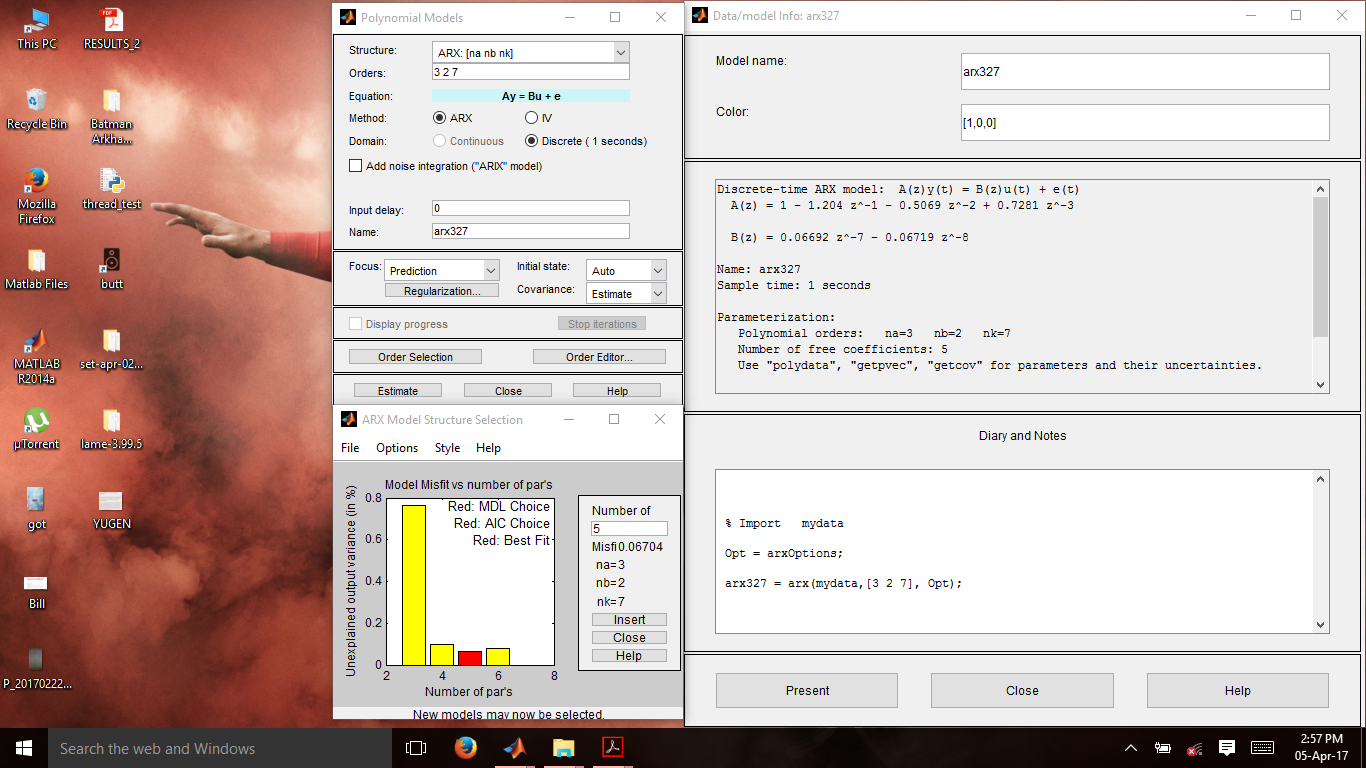 This PC
RESULTS_2
Recycle Bin
Batman
Arkha...
Mozilla
Firefox
thread_test
Matlab Files
butt
MATLAB
R2014a
set-apr-02...
µTorrent
lame-3.99.5
got
YUGEN
Bill
P_20170222...
Polynomial Models
Structure: ARX: [na nb nk]
Orders: 3 2 7
Equation: Ay = Bu + e
Method: ARX IV
Domain: Continuous Discrete ( 1 seconds)
Add noise integration ("ARIX" model)
Input delay: 0
Name: arx327
Focus: Prediction Initial state: Auto
Regularization... Covariance: Estimate
Display progress Stop iterations
Order Selection Order Editor...
Estimate Close Help
ARX Model Structure Selection
File Options Style Help
Model Misfit vs number of par's
Unexplained output variance (in %)
0.8
0.6
0.4
0.2
0
2 4 6 8
Number of par's
Red: MDL Choice
Red: AIC Choice
Red: Best Fit
Number of
5
Misfi0.06704
na=3
nb=2
nk=7
Insert
Close
Help
New models may now be selected.
Data/model Info: arx327
Model name: arx327
Color: [1,0,0]
Discrete-time ARX model: A(z)y(t) = B(z)u(t) + e(t)
A(z) = 1 - 1.204 z^-1 - 0.5069 z^-2 + 0.7281 z^-3
B(z) = 0.06692 z^-7 - 0.06719 z^-8
Name: arx327
Sample time: 1 seconds
Parameterization:
Polynomial orders: na=3 nb=2 nk=7
Number of free coefficients: 5
Use "polydata", "getpvec", "getcov" for parameters and their uncertainties.
Diary and Notes
% Import mydata
Opt = arxOptions;
arx327 = arx(mydata,[3 2 7], Opt);
Present Close Help
Search the web and Windows
2:57 PM
05-Apr-17